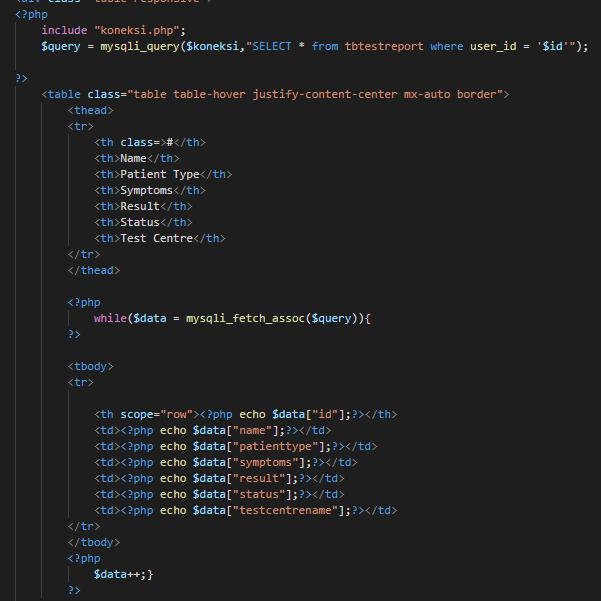 <div class="table-responsive">
<?php
include "koneksi.php";
$query = mysqli_query($koneksi,"SELECT * from tbtestreport where user_id = '$id'");
?>
<table class="table table-hover justify-content-center mx-auto border">
<thead>
<tr>
<th class=>#</th>
<th>Name</th>
<th>Patient Type</th>
<th>Symptoms</th>
<th>Result</th>
<th>Status</th>
<th>Test Centre</th>
</tr>
</thead>
<?php
while($data = mysqli_fetch_assoc($query)){
?>
<tbody>
<tr>
<th scope="row"><?php echo $data["id"];?></th>
<td><?php echo $data["name"];?></td>
<td><?php echo $data["patienttype"];?></td>
<td><?php echo $data["symptoms"];?></td>
<td><?php echo $data["result"];?></td>
<td><?php echo $data["status"];?></td>
<td><?php echo $data["testcentrename"];?></td>
</tr>
</tbody>
<?php
$data++;}
?>